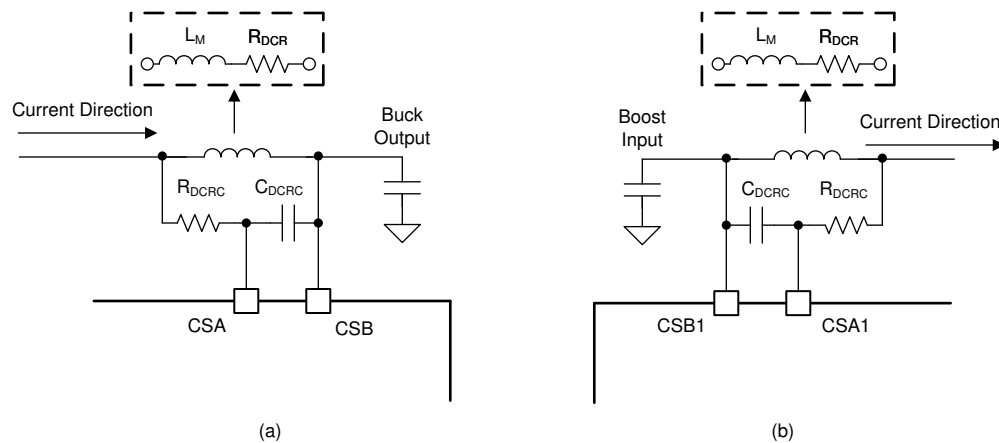 L_M R_DCR
Current Direction
Buck
Output
R_DCRC C_DCRC
CSA
CSB
(a)
L_M R_DCR
Boost
Input
Current Direction
C_DCRC R_DCRC
CSB1
CSA1
(b)